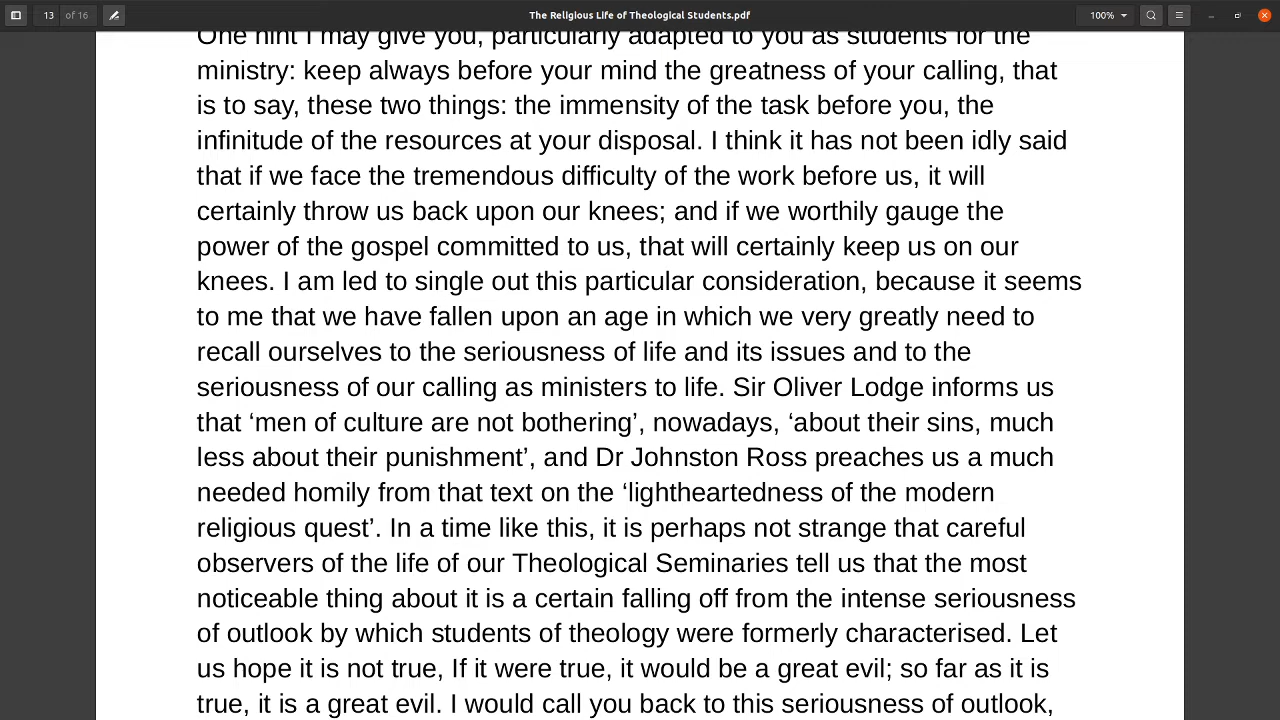 13 of 16
The Religious Life of Theological Students.pdf
100%
One hint I may give you, particularly adapted to you as students for the
ministry: keep always before your mind the greatness of your calling, that
is to say, these two things: the immensity of the task before you, the
infinitude of the resources at your disposal. I think it has not been idly said
that if we face the tremendous difficulty of the work before us, it will
certainly throw us back upon our knees; and if we worthily gauge the
power of the gospel committed to us, that will certainly keep us on our
knees. I am led to single out this particular consideration, because it seems
to me that we have fallen upon an age in which we very greatly need to
recall ourselves to the seriousness of life and its issues and to the
seriousness of our calling as ministers to life. Sir Oliver Lodge informs us
that ‘men of culture are not bothering’, nowadays, ‘about their sins, much
less about their punishment’, and Dr Johnston Ross preaches us a much
needed homily from that text on the ‘lightheartedness of the modern
religious quest’. In a time like this, it is perhaps not strange that careful
observers of the life of our Theological Seminaries tell us that the most
noticeable thing about it is a certain falling off from the intense seriousness
of outlook by which students of theology were formerly characterised. Let
us hope it is not true, If it were true, it would be a great evil; so far as it is
true, it is a great evil. I would call you back to this seriousness of outlook,